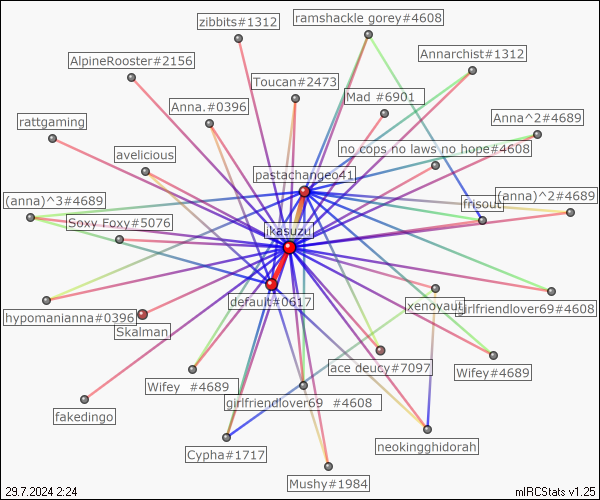 ramshackle gorey#4608
zibbits#1312
Annarchist#1312
AlpineRooster#2156
Toucan#2473
Mad #6901
Anna.#0396
Anna^2#4689
rattgaming
no cops no laws no hope#4608
avelicious
pastachangeo41
(anna)^3#4689
(anna)^2#4689
frisout
Soxy Foxy#5076
ikasuzu
default#0617
xenoyaut
girlfriendlover69#4608
hypomanianna#0396
Skalman
ace deucy#7097
Wifey#4689
Wifey #4689
girlfriendlover69 #4608
fakedingo
neokingghidorah
Cypha#1717
Mushy#1984
29.7.2024 2:24
mIRCStats v1.25